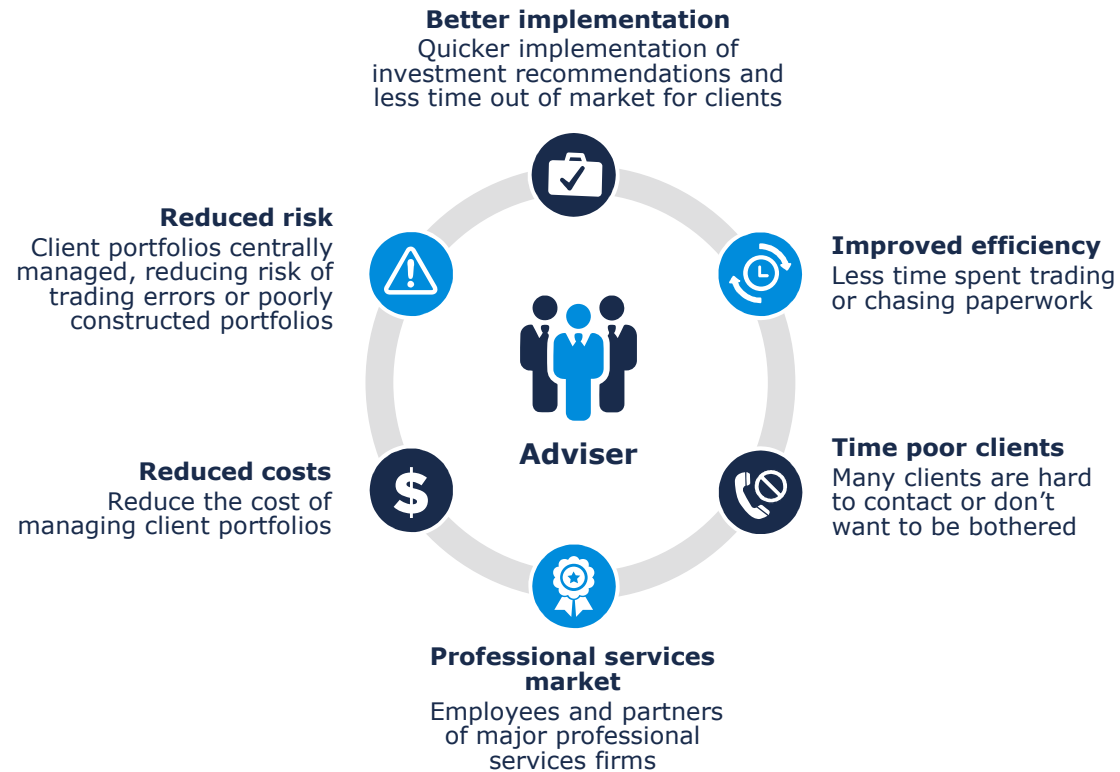 Better implementation
Quicker implementation of
investment recommendations and
less time out of market for clients
Improved efficiency
Less time spent trading
or chasing paperwork
Time poor clients
Many clients are hard
to contact or don't
want to be bothered
Professional services
market
Employees and partners
of major professional
services firms
Reduced costs
Reduce the cost of
managing client portfolios
$
Reduced risk
Client portfolios centrally
managed, reducing risk of
trading errors or poorly
constructed portfolios
Adviser